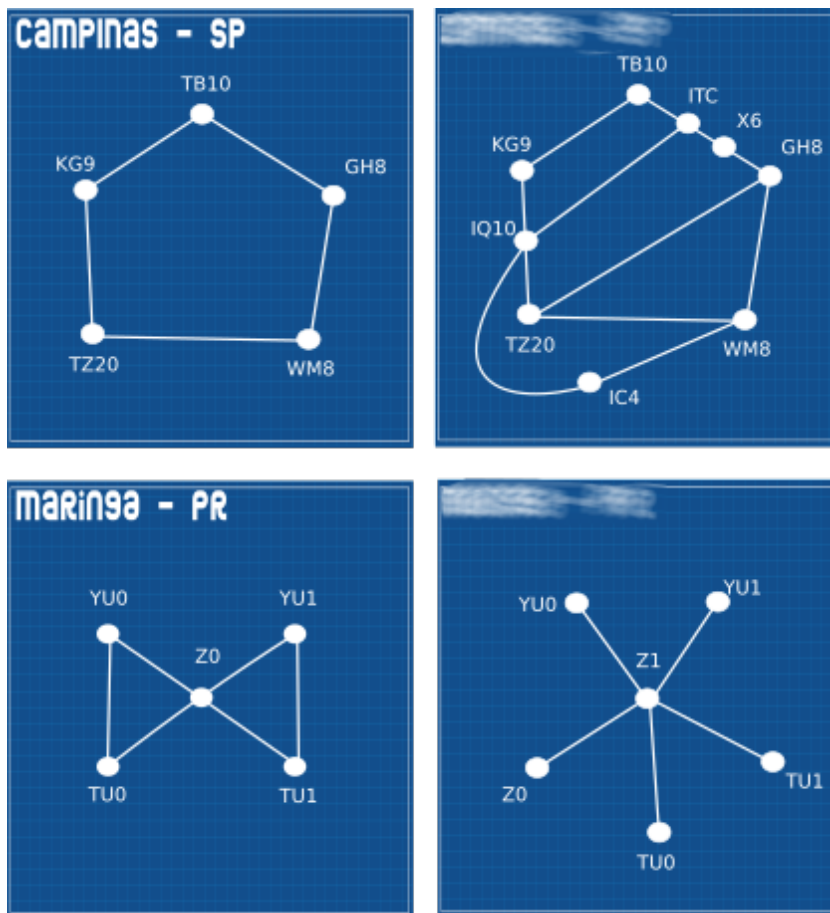 CAMPINAS - SP
TB10
KG9
GH8
TZ20
WM8
TB10
ITC
X6
KG9
GH8
IQ10
TZ20
WM8
IC4
MARINGA - PR
YU0
YU1
Z0
TU0
TU1
YU0
YU1
Z1
Z0
TU1
TU0